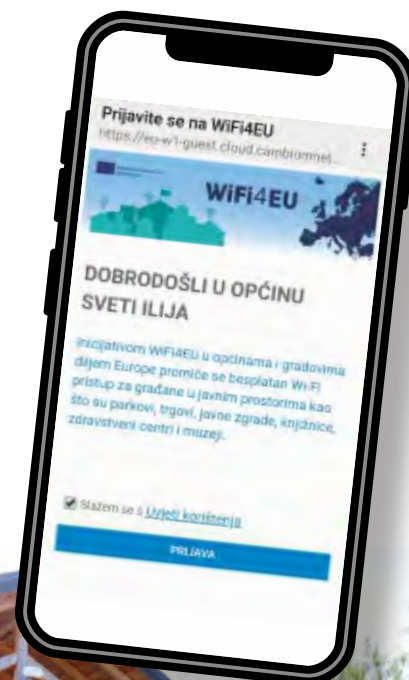 Prijavite se na WiFi4EU
https://eu-w1-guest.cloud.cambiumnet...
WiFi4EU
DOBRODOŠLI U OPĆINU
SVETI ILIJA
Inicijativom WiFi4EU u općinama i gradovima
diljem Europe promiče se besplatan Wi-Fi
pristup za građane u javnim prostorima kao
što su parkovi, trgovi, javne zgrade, knjižnice,
zdravstveni centri i muzeji.
Slažem se s Uvjeti korištenja
PRIJAVA